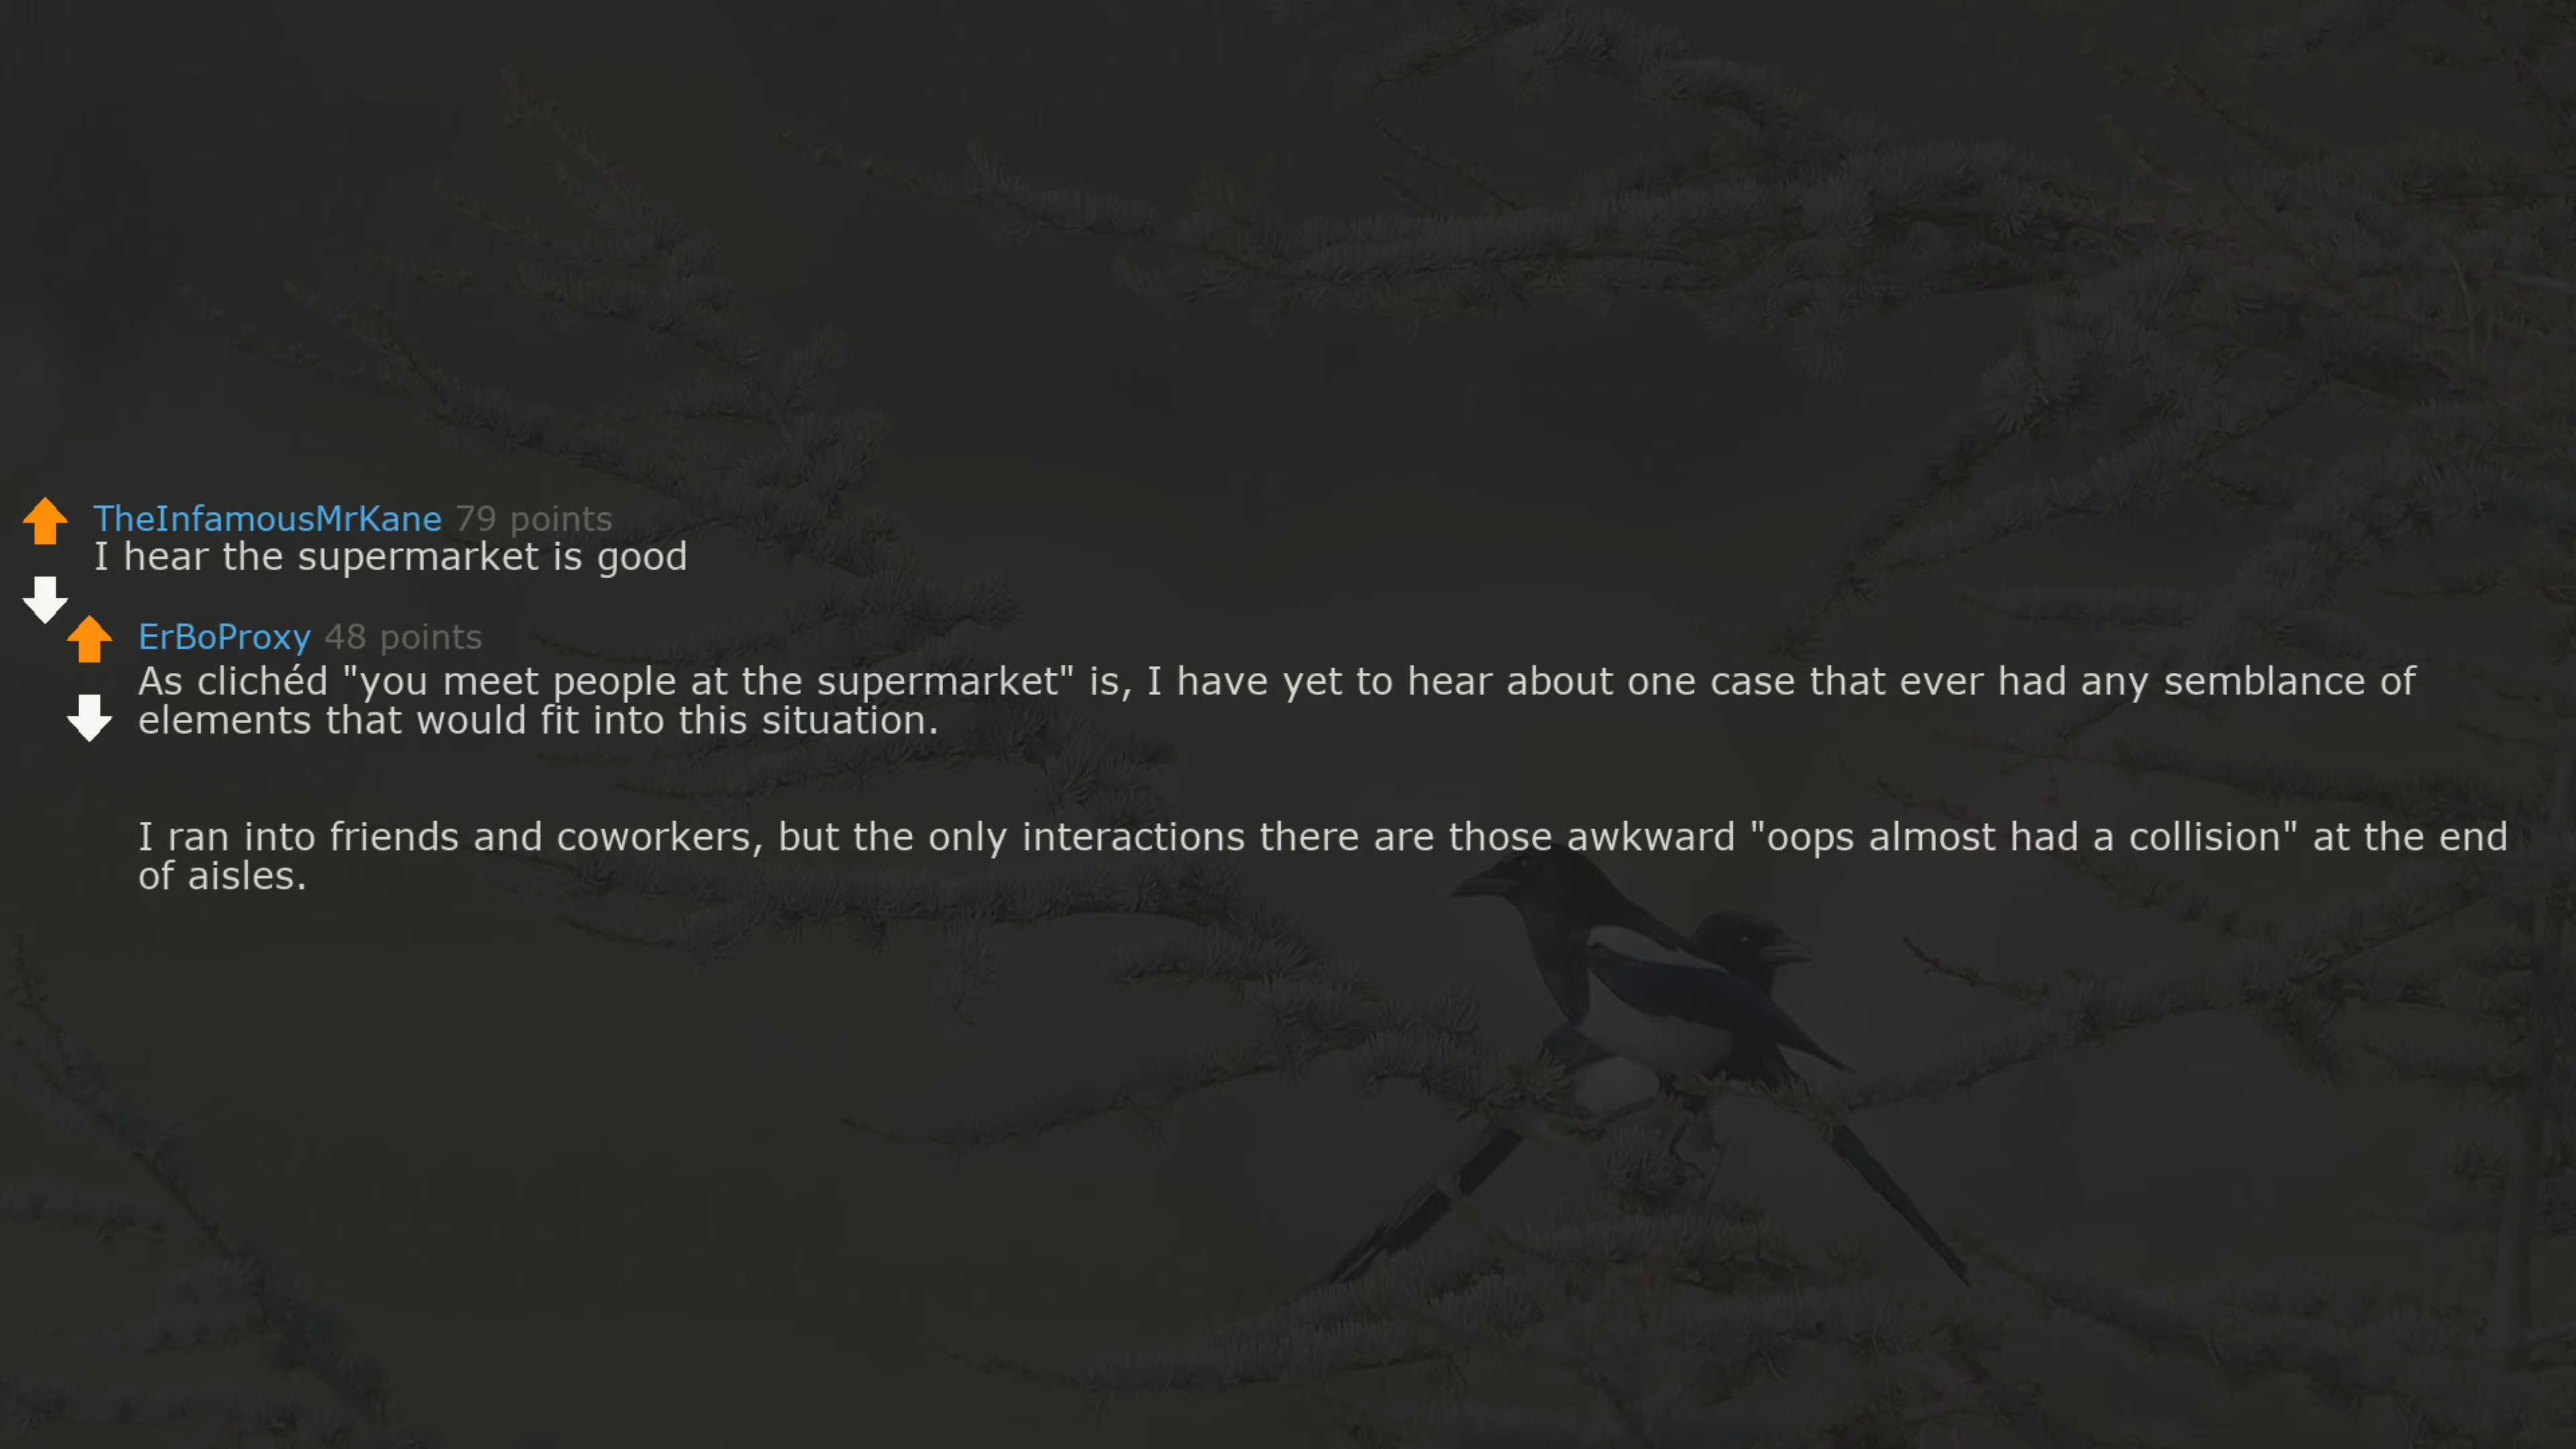 TheInfamousMrKane 79 points
I hear the supermarket is good
ErBoProxy 48 points
As clichéd "you meet people at the supermarket" is, I have yet to hear about one case that ever had any semblance of
elements that would fit into this situation.
I ran into friends and coworkers, but the only interactions there are those awkward "oops almost had a collision" at the end
of aisles.